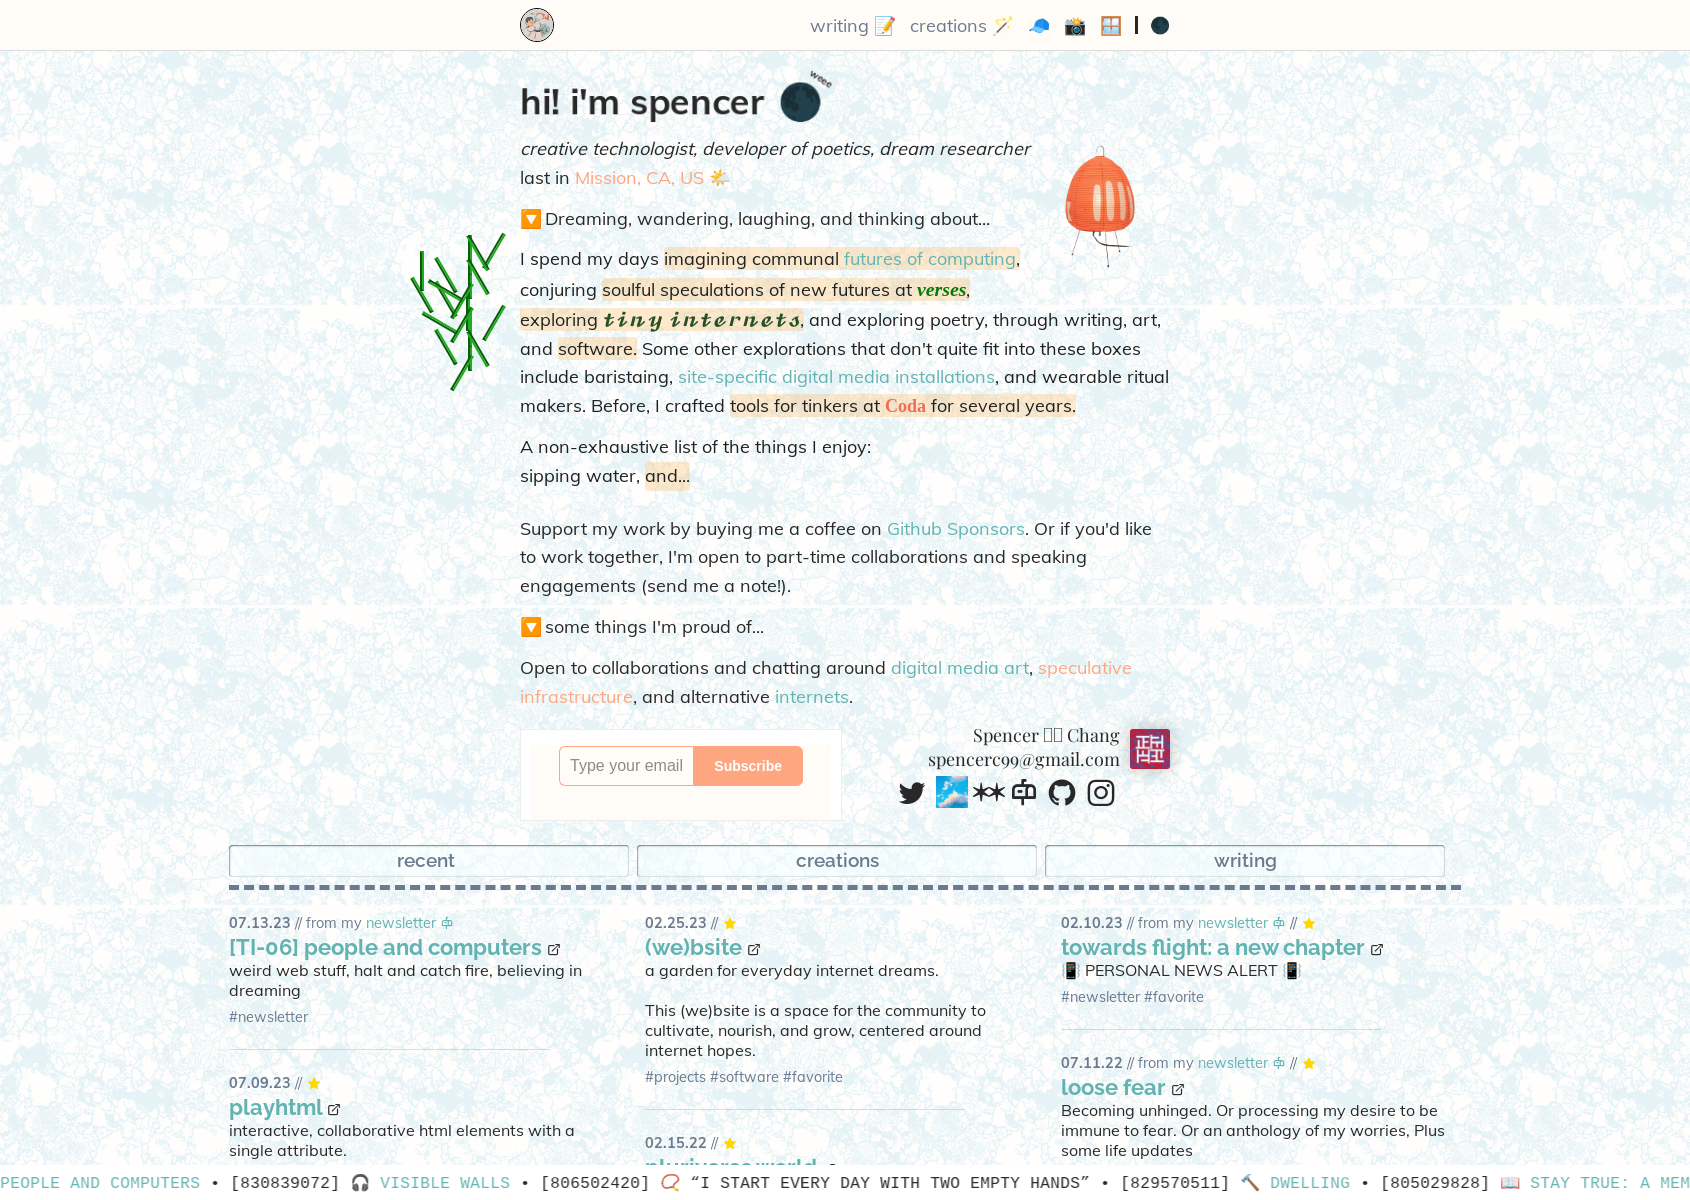 writing 📝 creations 🪄 🧢 📸 🪟 | 🌑
weee
hi! i'm spencer 🌑
creative technologist, developer of poetics, dream researcher
last in Mission, CA, US 🌤️
🔽 Dreaming, wandering, laughing, and thinking about...
I spend my days imagining communal futures of computing,
conjuring soulful speculations of new futures at verses,
exploring tiny internets, and exploring poetry, through writing, art,
and software. Some other explorations that don't quite fit into these boxes
include baristaing, site-specific digital media installations, and wearable ritual
makers. Before, I crafted tools for tinkers at Coda for several years.
A non-exhaustive list of the things I enjoy:
sipping water, and...
Support my work by buying me a coffee on Github Sponsors. Or if you'd like
to work together, I'm open to part-time collaborations and speaking
engagements (send me a note!).
🔽 some things I'm proud of...
Open to collaborations and chatting around digital media art, speculative
infrastructure, and alternative internets.
Type your email Subscribe
Spencer Chang
spencerc99@gmail.com
recent creations writing
07.13.23 // from my newsletter
[TI-06] people and computers
weird web stuff, halt and catch fire, believing in
dreaming
#newsletter
07.09.23 // ⭐
playhtml
interactive, collaborative html elements with a
single attribute.
02.25.23 // ⭐
(we)bsite
a garden for everyday internet dreams.
This (we)bsite is a space for the community to
cultivate, nourish, and grow, centered around
internet hopes.
#projects #software #favorite
02.15.22 // ⭐
pluriverse.world
02.10.23 // from my newsletter // ⭐
towards flight: a new chapter
📳 PERSONAL NEWS ALERT 📳
#newsletter #favorite
07.11.22 // from my newsletter // ⭐
loose fear
Becoming unhinged. Or processing my desire to be
immune to fear. Or an anthology of my worries, Plus
some life updates
PEOPLE AND COMPUTERS • [830839072] 🎧 VISIBLE WALLS • [806502420] 📿 “I START EVERY DAY WITH TWO EMPTY HANDS” • [829570511] 🔨 DWELLING • [805029828] 📖 STAY TRUE: A MEM